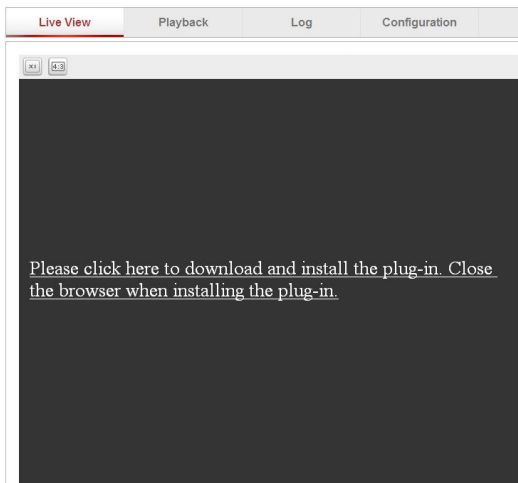 Live View Playback Log Configuration
X1 4:3
Please click here to download and install the plug-in. Close
the browser when installing the plug-in.